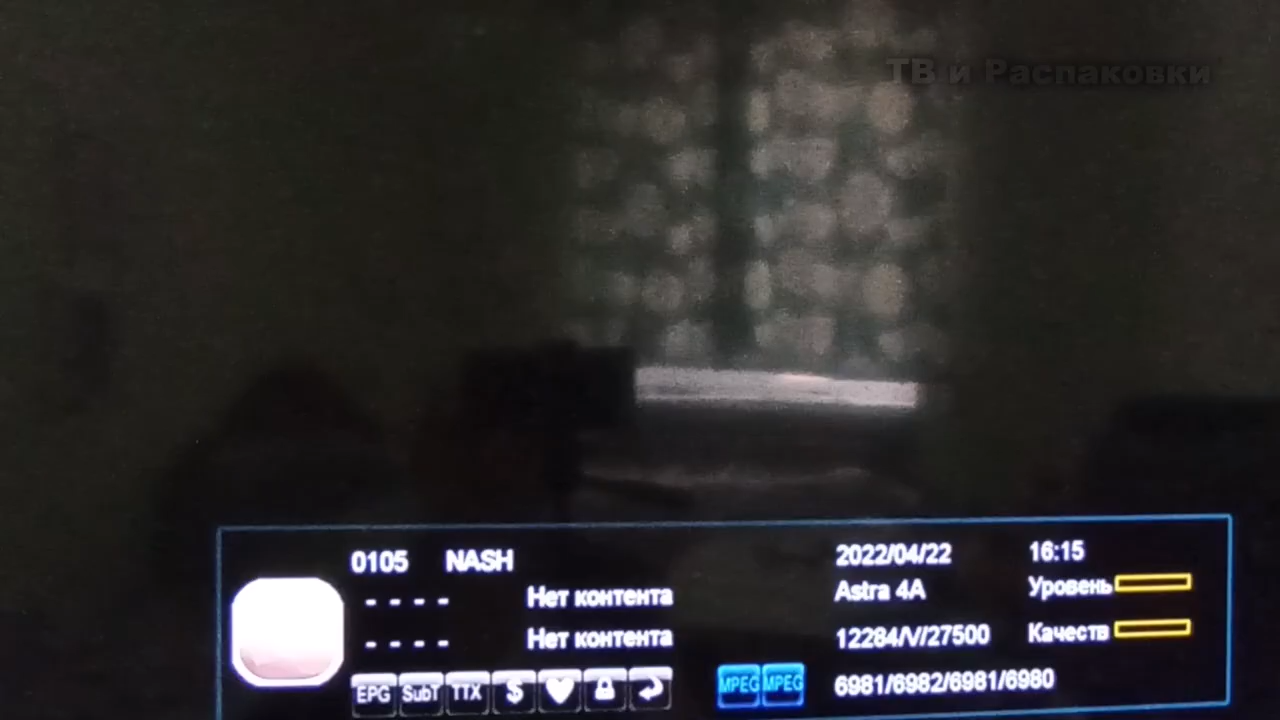 ТВ и Распаковки
0105 NASH
2022/04/22 16:15
- - - - Нет контента
Astra 4A Уровень
- - - - Нет контента
12284/V/27500 Качеств
EPG SubT TTX $ MPEG MPEG
6981/6982/6981/6980